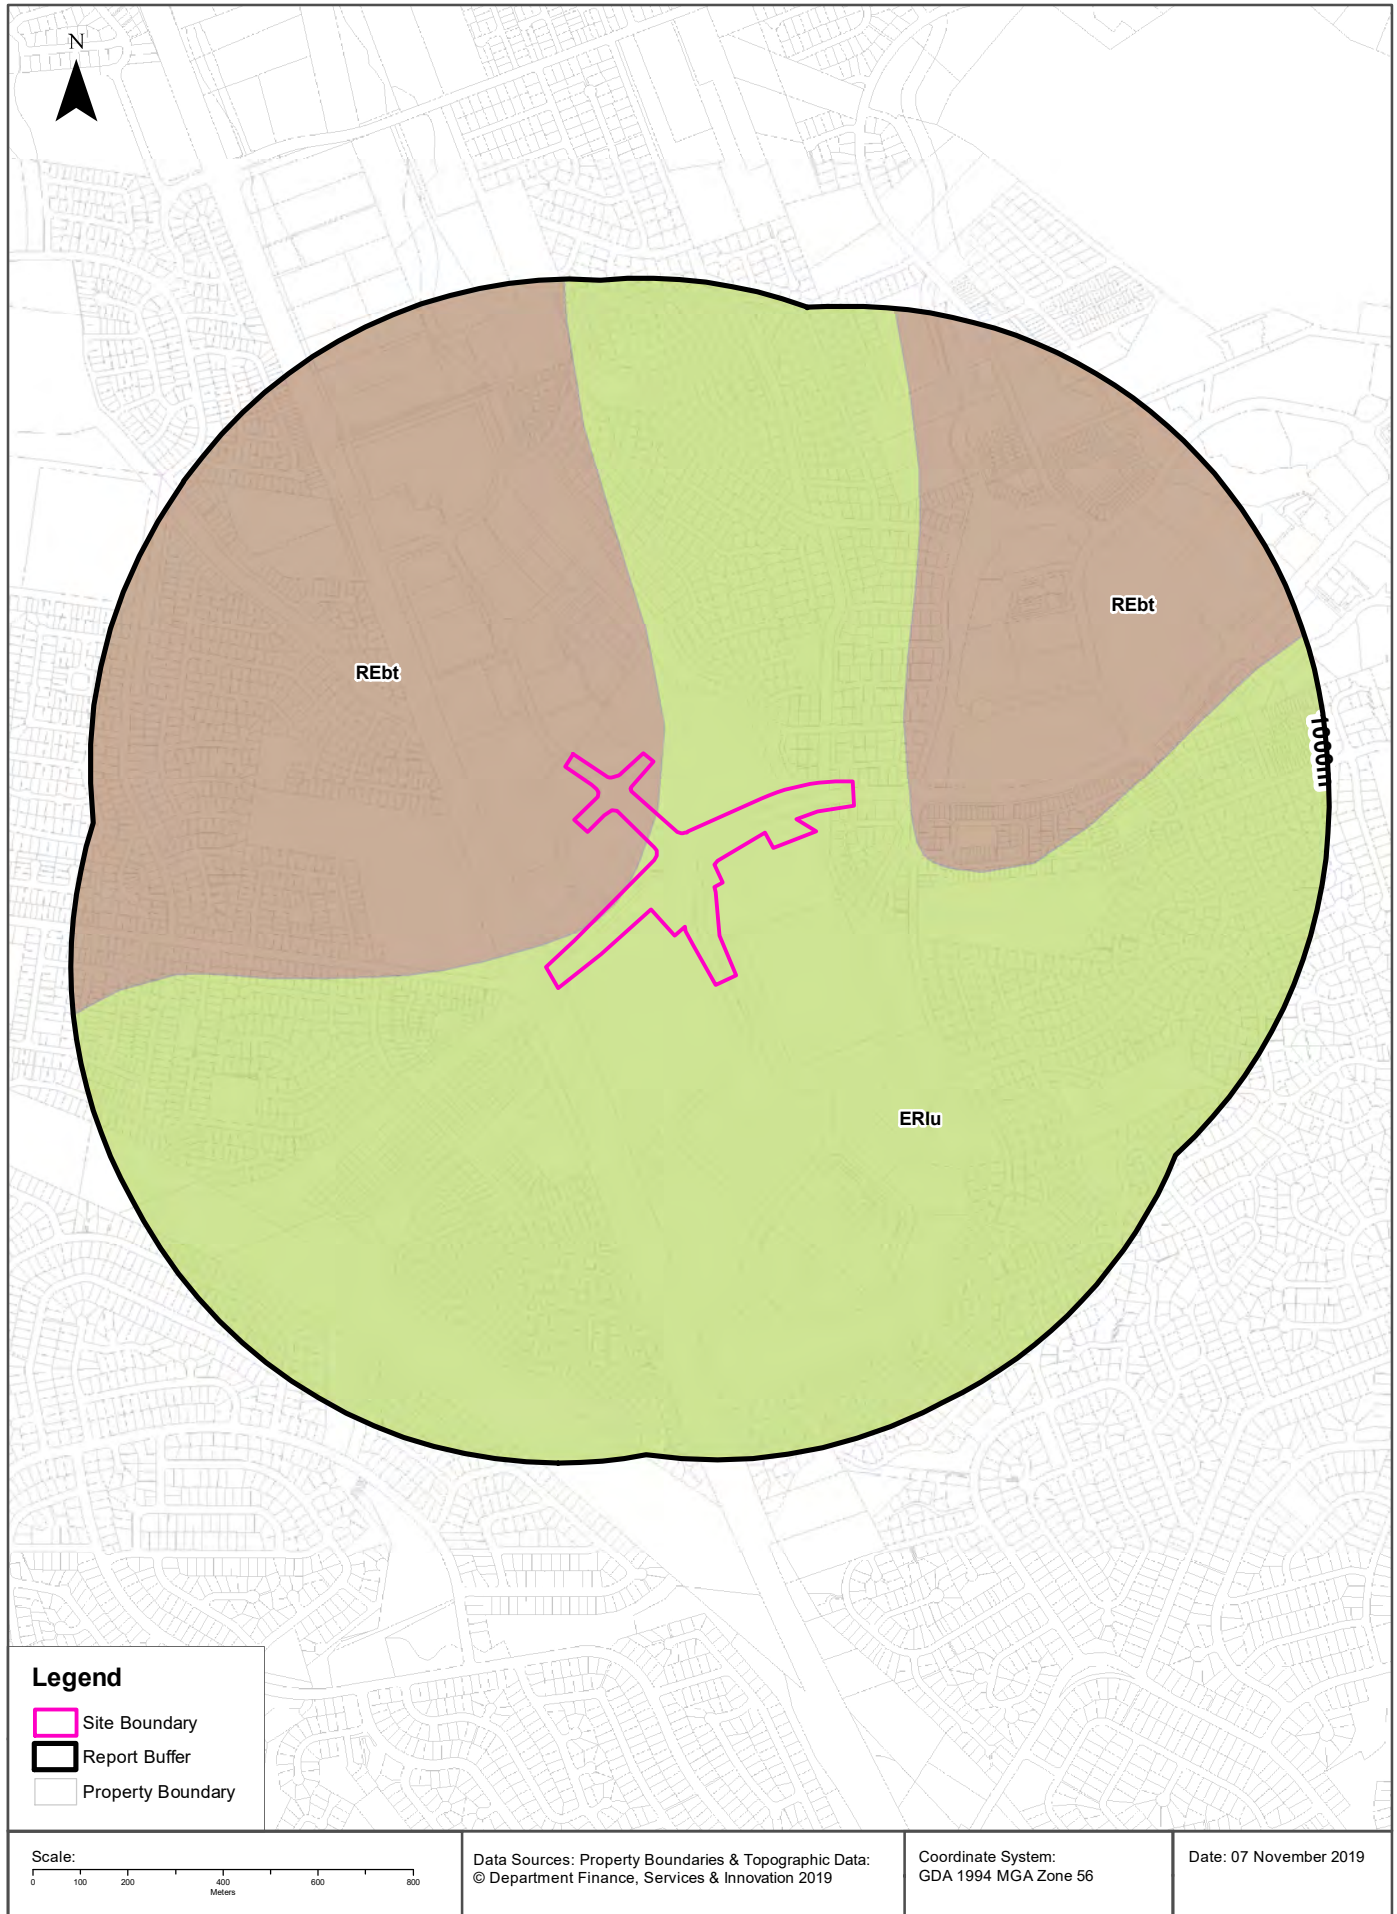 N
REbt
REbt
1000m
ERlu
Legend
Site Boundary
Report Buffer
Property Boundary
Scale:
0 100 200 400 600 800
Meters
Data Sources: Property Boundaries & Topographic Data:
© Department Finance, Services & Innovation 2019
Coordinate System:
GDA 1994 MGA Zone 56
Date: 07 November 2019